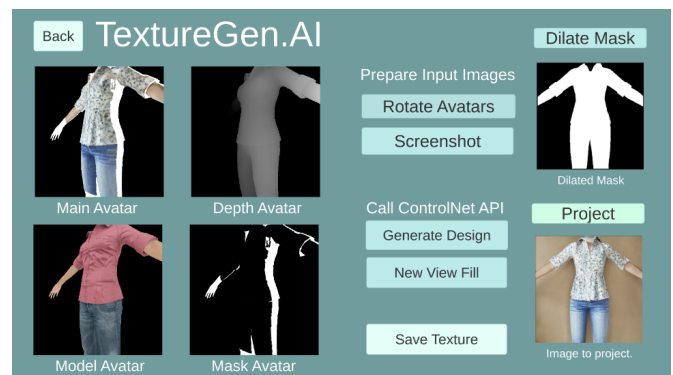 Back
TextureGen.AI
Dilate Mask
Prepare Input Images
Rotate Avatars
Screenshot
Main Avatar
Depth Avatar
Dilated Mask
Call ControlNet API
Generate Design
New View Fill
Save Texture
Project
Image to project.
Model Avatar
Mask Avatar